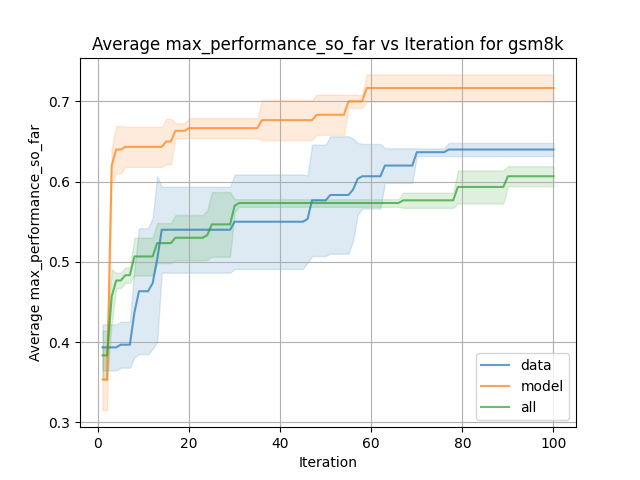 Average max_performance_so_far vs Iteration for gsm8k
Average max_performance_so_far
0.7
0.6
0.5
0.4
0.3
data
model
all
0
20
40
60
80
100
Iteration